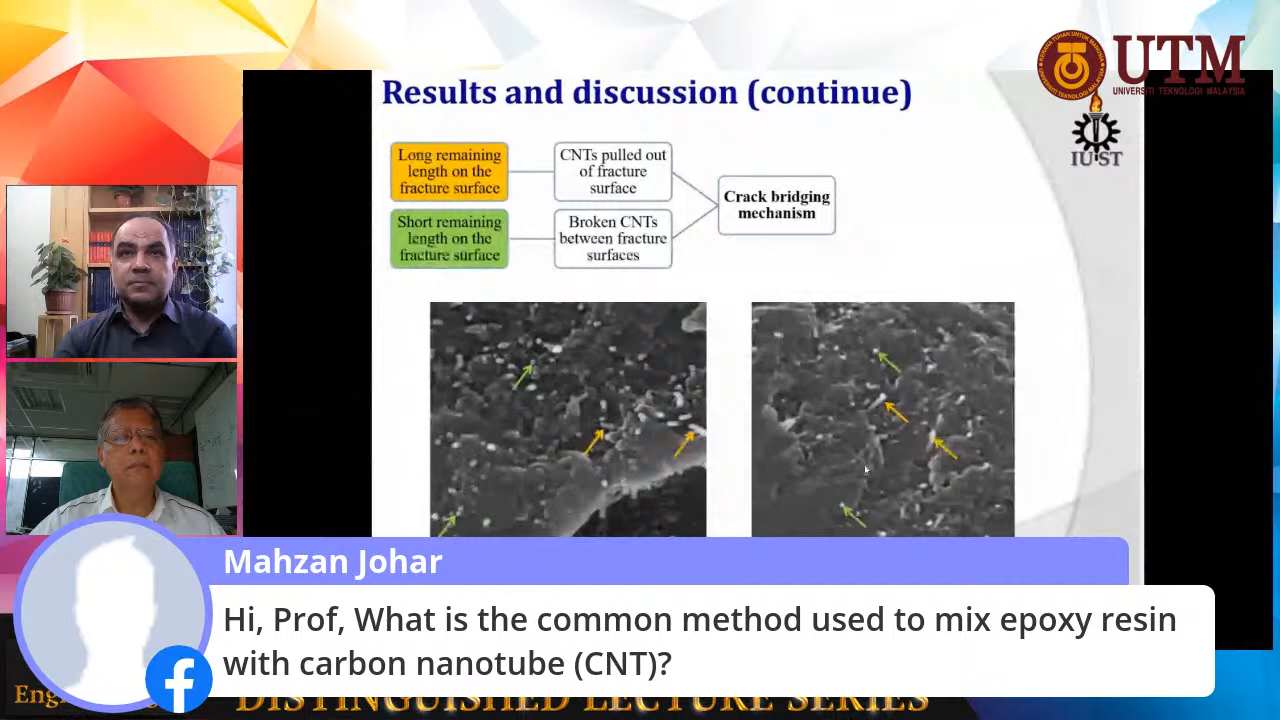 Results and discussion (continue)
UTM
UNIVERSITI TEKNOLOGI MALAYSIA
IUST
Long remaining
length on the
fracture surface
CNTs pulled out
of fracture
surface
Short remaining
length on the
fracture surface
Broken CNTs
between fracture
surfaces
Crack bridging
mechanism
Mahzan Johar
Hi, Prof, What is the common method used to mix epoxy resin
with carbon nanotube (CNT)?
DISTINGUISHED LECTURE SERIES